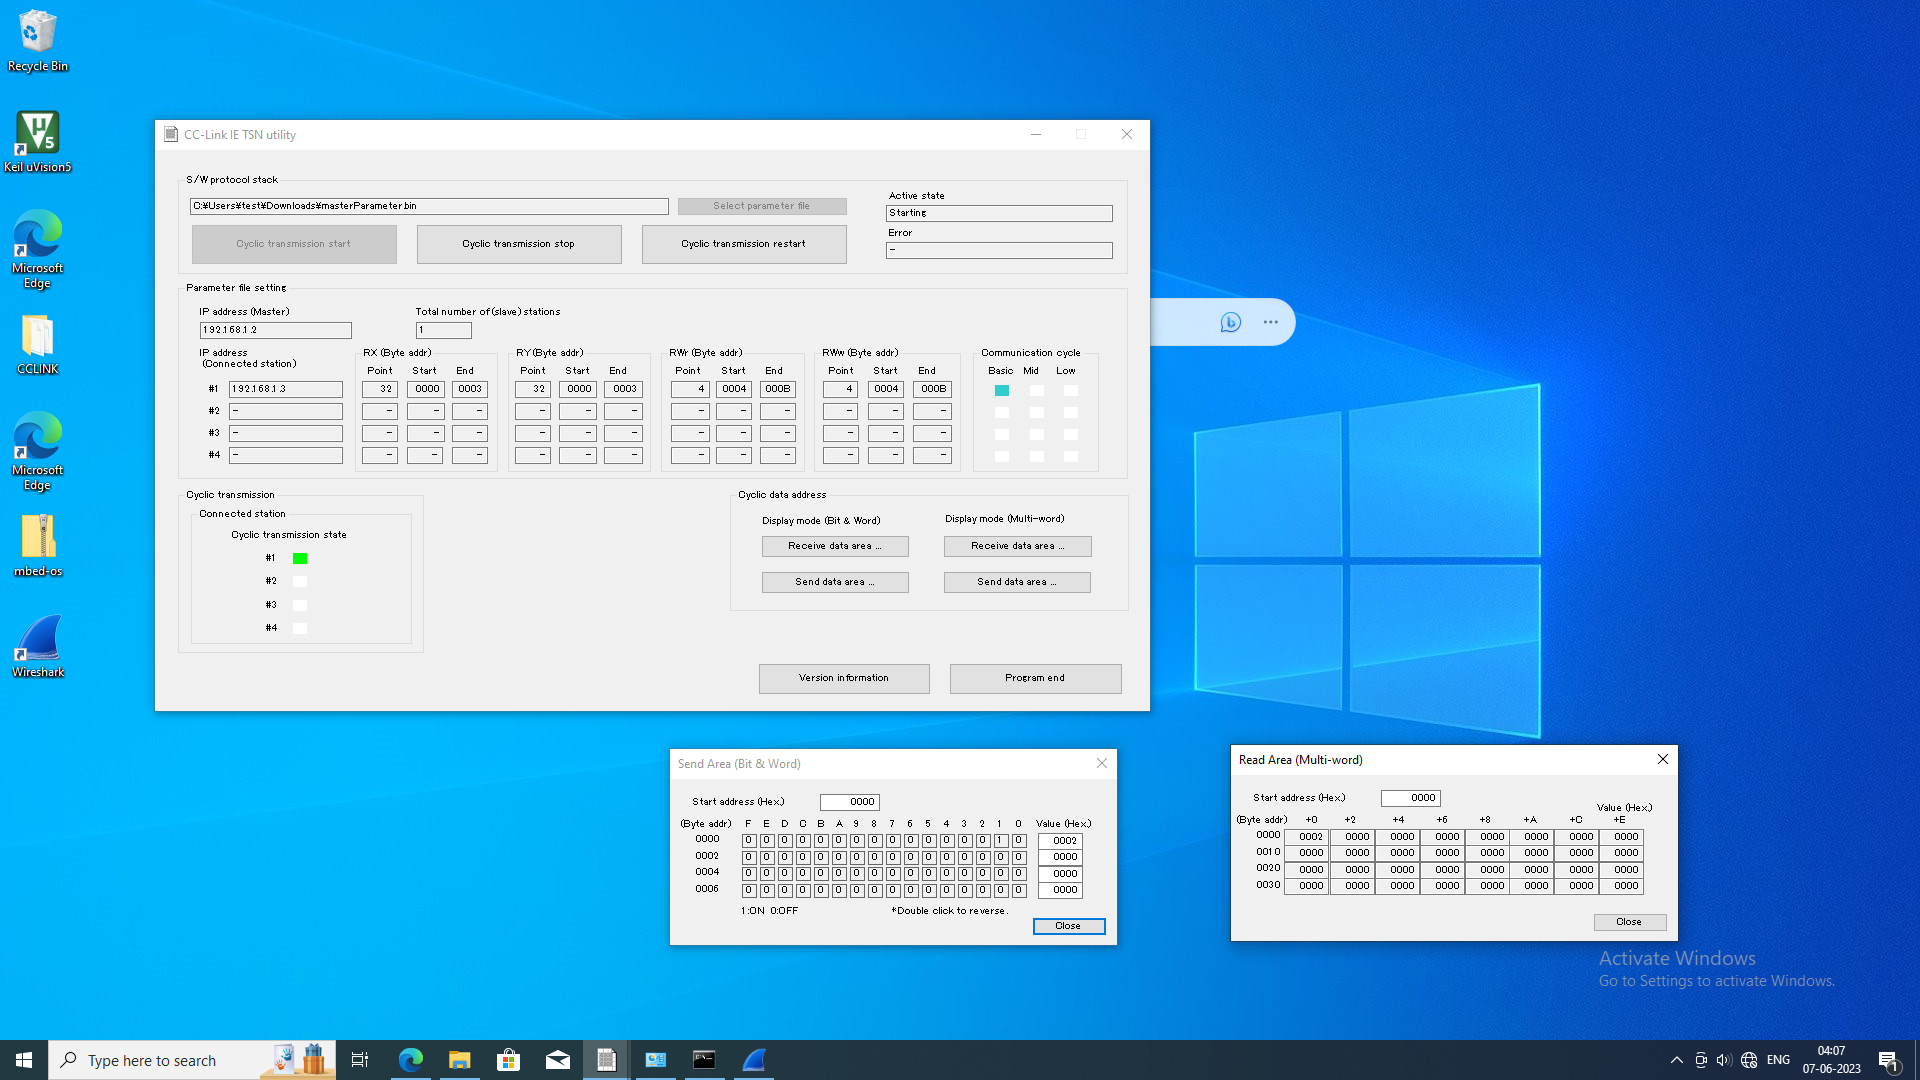 Recycle Bin
Keil uVision5
Microsoft
Edge
CCLINK
Microsoft
Edge
mbed-os
Wireshark
CC-Link IE TSN utility
S/W protocol stack
C:¥Users¥test¥Downloads¥masterParameter.bin
Select parameter file
Active state
Starting
Cyclic transmission start
Cyclic transmission stop
Cyclic transmission restart
Error
-
Parameter file setting
IP address (Master)
Total number of(slave) stations
192.168.1.2
1
IP address
(Connected station)
RX (Byte addr)
RY(Byte addr)
RWr (Byte addr)
RWw (Byte addr)
Communication cycle
Point Start End Point Start End Point Start End Point Start End Basic Mid Low
#1 192.168.1.3 32 0000 0003 32 0000 0003 4 0004 000B 4 0004 000B
#2 - - - - - - - - - - - - -
#3 - - - - - - - - - - - - -
#4 - - - - - - - - - - - - -
Cyclic transmission
Connected station
Cyclic transmission state
#1
#2
#3
#4
Cyclic data address
Display mode (Bit & Word)
Display mode (Multi-word)
Receive data area ...
Receive data area ...
Send data area ...
Send data area ...
Version information
Program end
Send Area (Bit & Word)
Start address (Hex.) 0000
(Byte addr) F E D C B A 9 8 7 6 5 4 3 2 1 0 Value (Hex.)
0000 0 0 0 0 0 0 0 0 0 0 0 0 0 0 1 0 0002
0002 0 0 0 0 0 0 0 0 0 0 0 0 0 0 0 0 0000
0004 0 0 0 0 0 0 0 0 0 0 0 0 0 0 0 0 0000
0006 0 0 0 0 0 0 0 0 0 0 0 0 0 0 0 0 0000
1:ON 0:OFF
*Double click to reverse.
Close
Read Area (Multi-word)
Start address (Hex.) 0000
Value (Hex.)
(Byte addr) +0 +2 +4 +6 +8 +A +C +E
0000 0002 0000 0000 0000 0000 0000 0000 0000
0010 0000 0000 0000 0000 0000 0000 0000 0000
0020 0000 0000 0000 0000 0000 0000 0000 0000
0030 0000 0000 0000 0000 0000 0000 0000 0000
Close
Activate Windows
Go to Settings to activate Windows.
Type here to search
ENG
04:07
07-06-2023
1